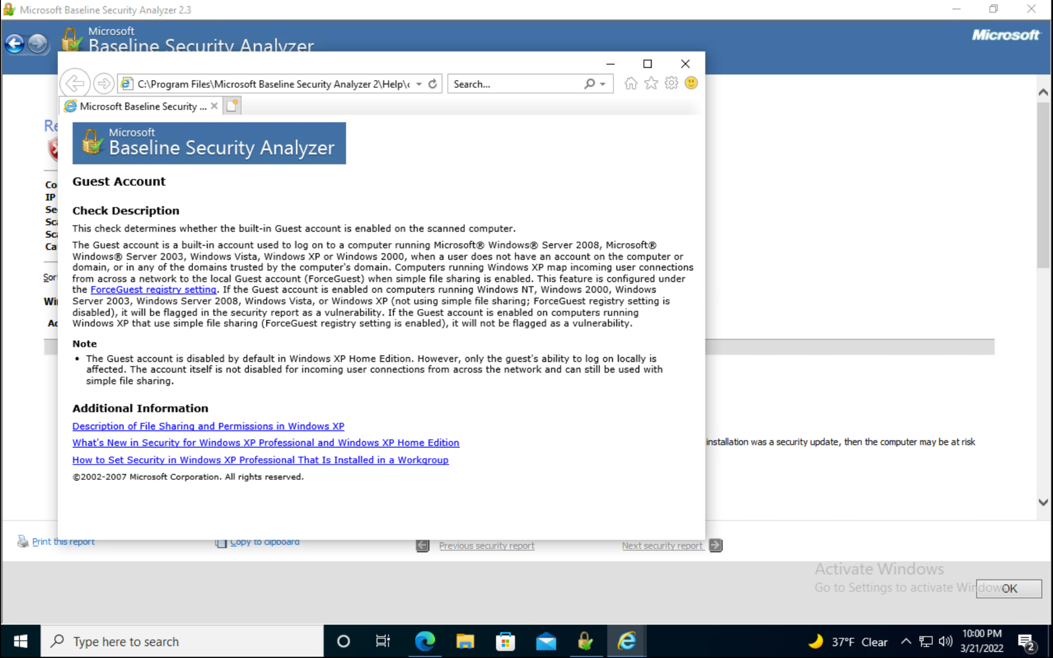 Microsoft Baseline Security Analyzer 2.3
Microsoft
Baseline Security Analyzer
Microsoft
C:\Program Files\Microsoft Baseline Security Analyzer 2\Help\
Search...
Microsoft Baseline Security ...
Microsoft
Baseline Security Analyzer
Guest Account
Check Description
This check determines whether the built-in Guest account is enabled on the scanned computer.
The Guest account is a built-in account used to log on to a computer running Microsoft® Windows® Server 2008, Microsoft®
Windows® Server 2003, Windows Vista, Windows XP or Windows 2000, when a user does not have an account on the computer or
domain, or in any of the domains trusted by the computer's domain. Computers running Windows XP map incoming user connections
from across a network to the local Guest account (ForceGuest) when simple file sharing is enabled. This feature is configured under
the ForceGuest registry setting. If the Guest account is enabled on computers running Windows NT, Windows 2000, Windows
Server 2003, Windows Server 2008, Windows Vista, or Windows XP (not using simple file sharing; ForceGuest registry setting is
disabled), it will be flagged in the security report as a vulnerability. If the Guest account is enabled on computers running
Windows XP that use simple file sharing (ForceGuest registry setting is enabled), it will not be flagged as a vulnerability.
Note
• The Guest account is disabled by default in Windows XP Home Edition. However, only the guest's ability to log on locally is
affected. The account itself is not disabled for incoming user connections from across the network and can still be used with
simple file sharing.
Additional Information
Description of File Sharing and Permissions in Windows XP
What's New in Security for Windows XP Professional and Windows XP Home Edition
How to Set Security in Windows XP Professional That Is Installed in a Workgroup
©2002-2007 Microsoft Corporation. All rights reserved.
Re
Co
IP
Se
Sca
Sca
Ca
Sor
Wi
Ad
installation was a security update, then the computer may be at risk
Print this report
Copy to clipboard
Previous security report
Next security report
Activate Windows
Go to Settings to activate Windows
OK
Type here to search
37°F Clear
10:00 PM
3/21/2022
2